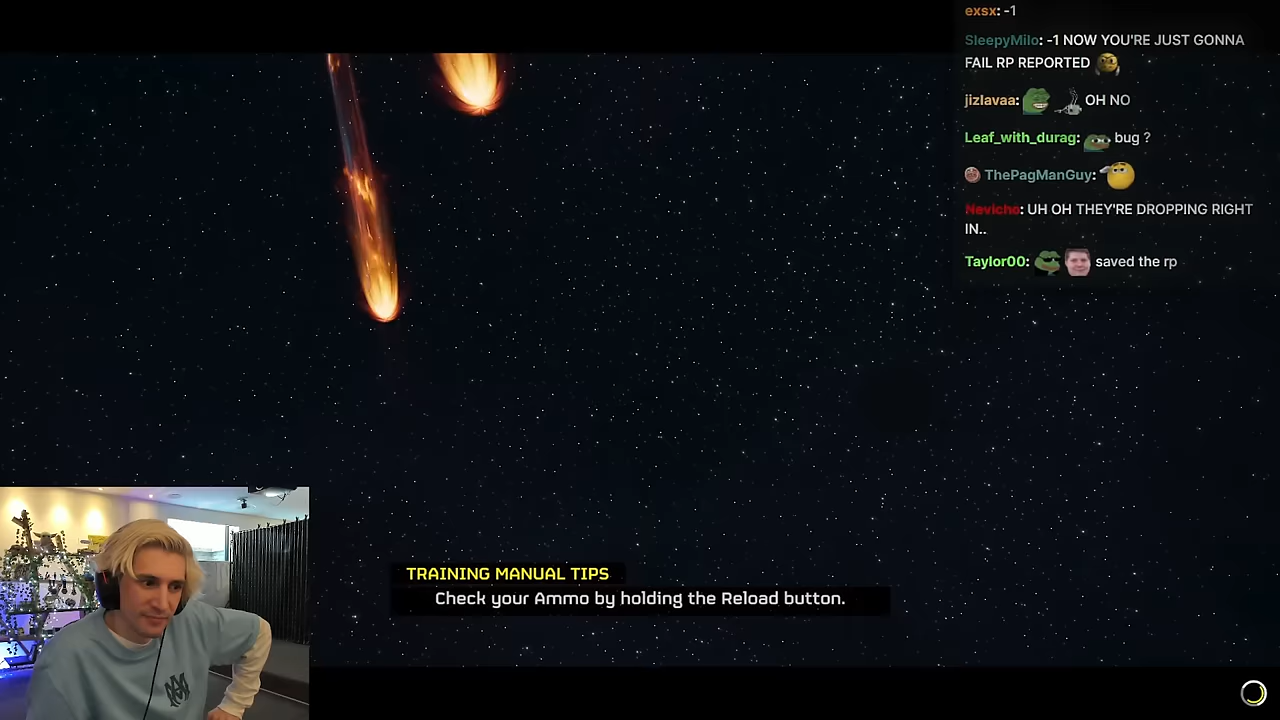 exsx: -1
SleepyMilo: -1 NOW YOU'RE JUST GONNA
FAIL RP REPORTED
jizlavaa: OH NO
Leaf_with_durag: bug ?
ThePagManGuy:
Nevicho: UH OH THEY'RE DROPPING RIGHT
IN..
Taylor00: saved the rp
TRAINING MANUAL TIPS
Check your Ammo by holding the Reload button.